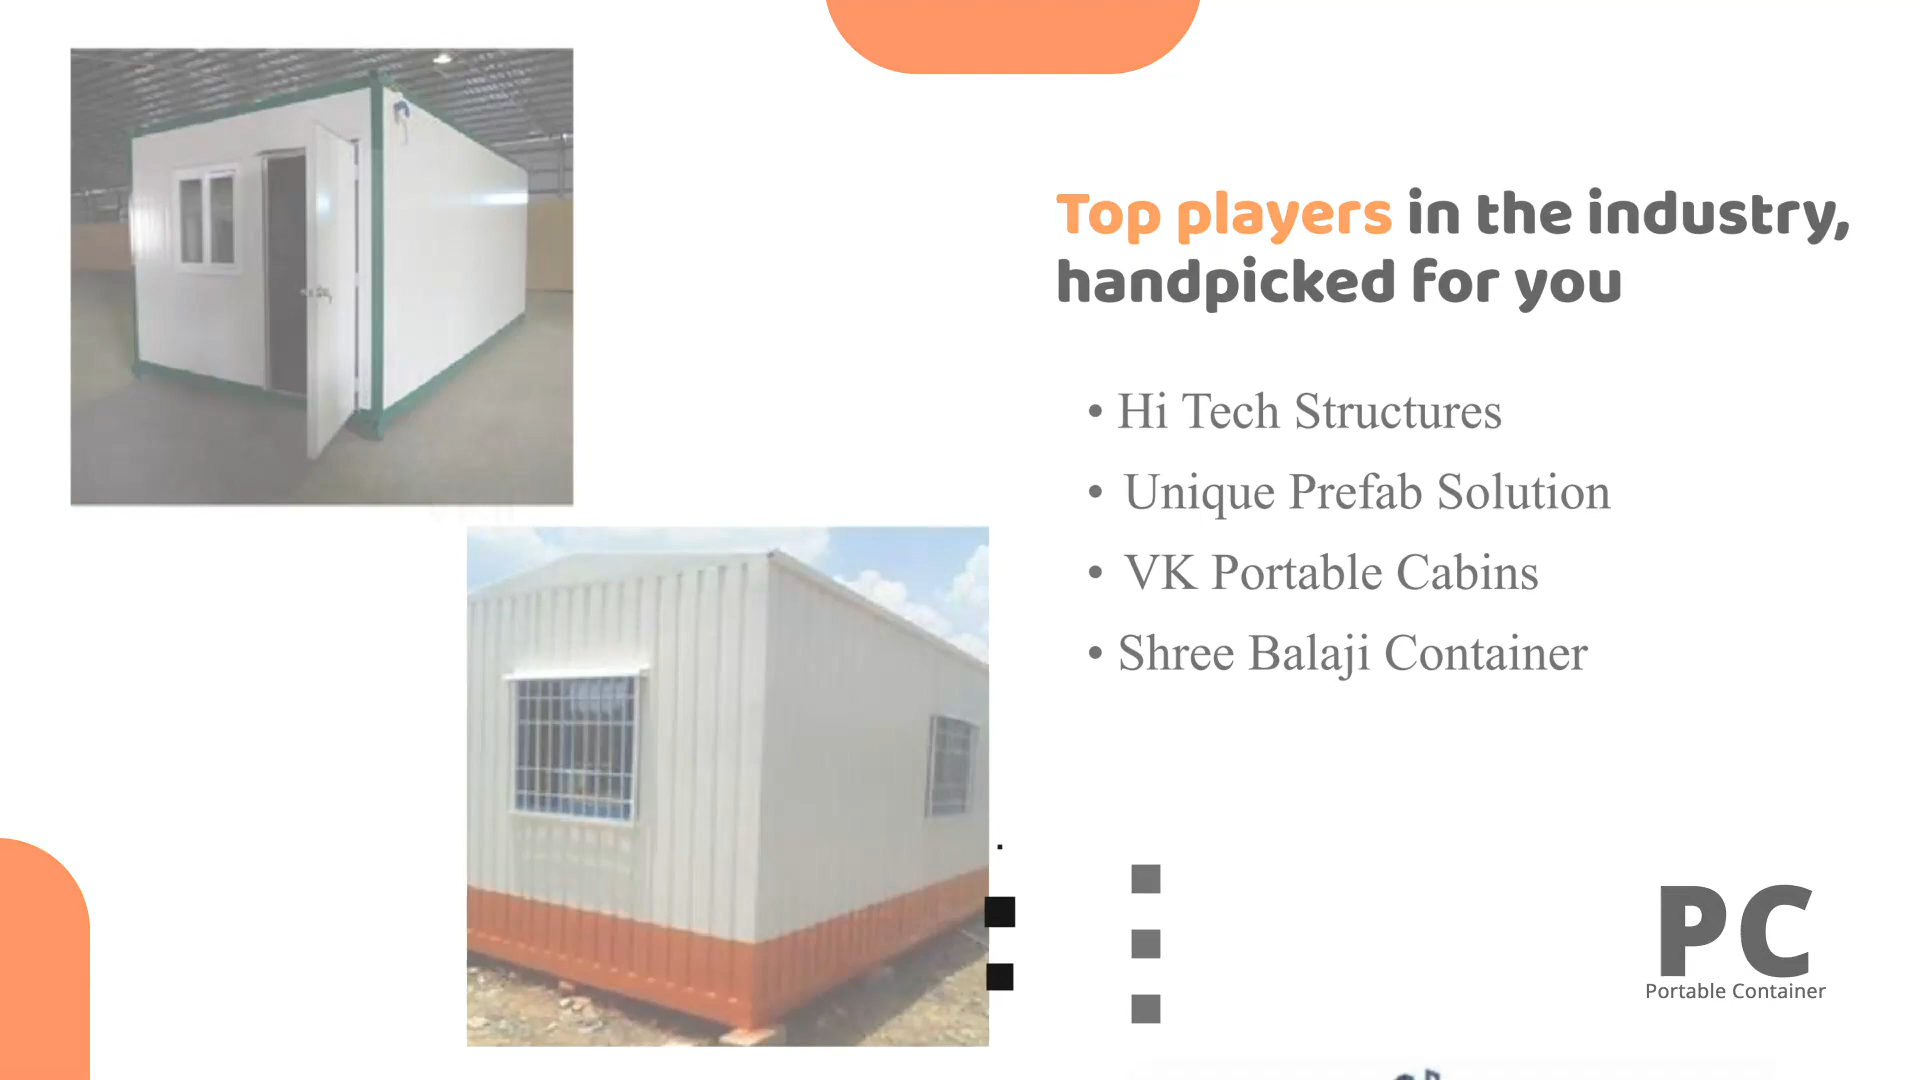 Top players in the industry,
handpicked for you
• Hi Tech Structures
• Unique Prefab Solution
• VK Portable Cabins
• Shree Balaji Container
PC
Portable Container